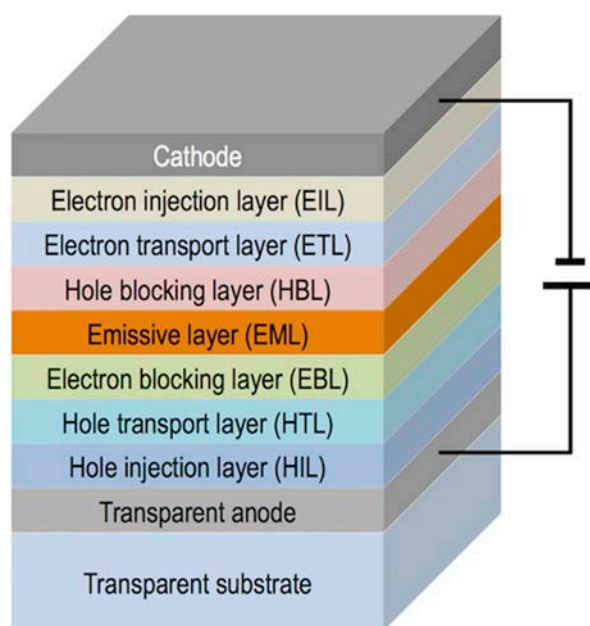 Cathode
Electron injection layer (EIL)
Electron transport layer (ETL)
Hole blocking layer (HBL)
Emissive layer (EML)
Electron blocking layer (EBL)
Hole transport layer (HTL)
Hole injection layer (HIL)
Transparent anode
Transparent substrate